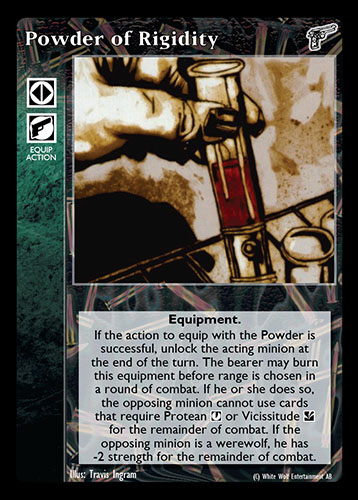 Powder of Rigidity
EQUIP
ACTION
Equipment.
If the action to equip with the Powder is
successful, unlock the acting minion at
the end of the turn. The bearer may burn
this equipment before range is chosen in
a round of combat. If he or she does so,
the opposing minion cannot use cards
that require Protean or Vicissitude
for the remainder of combat. If the
opposing minion is a werewolf, he has
-2 strength for the remainder of combat.
Illus: Travis Ingram
(C) White Wolf Entertainment AB